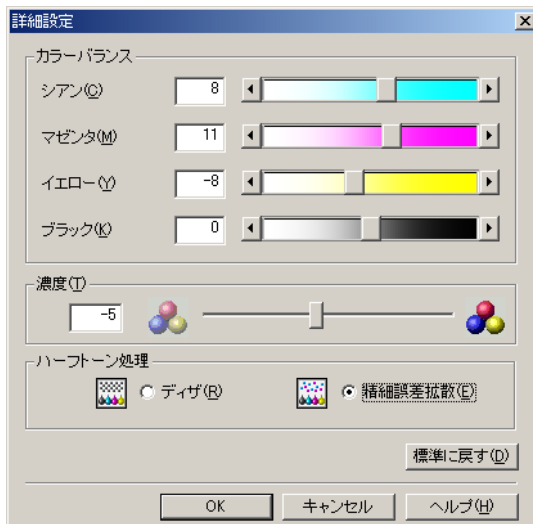 詳細設定
カラーバランス
シアン(C) 8
マゼンタ(M) 11
イエロー(Y) -8
ブラック(K) 0
濃度(T)
-5
ハーフトーン処理
ディザ(R) 精細誤差拡散(E)
標準に戻す(D)
OK キャンセル ヘルプ(H)